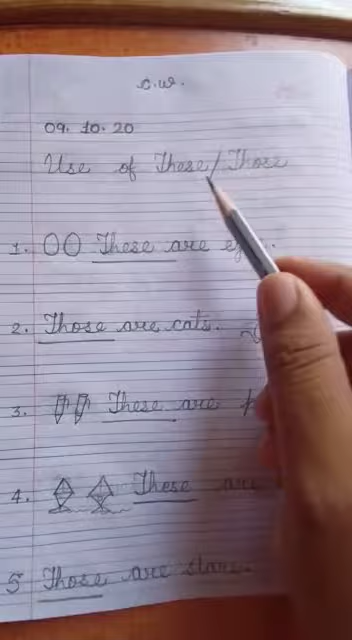 C.W.
09. 10. 20
Use of These/Those
1. These are
2. Those are cats.
3. These are
4. These are
5 Those are stars.